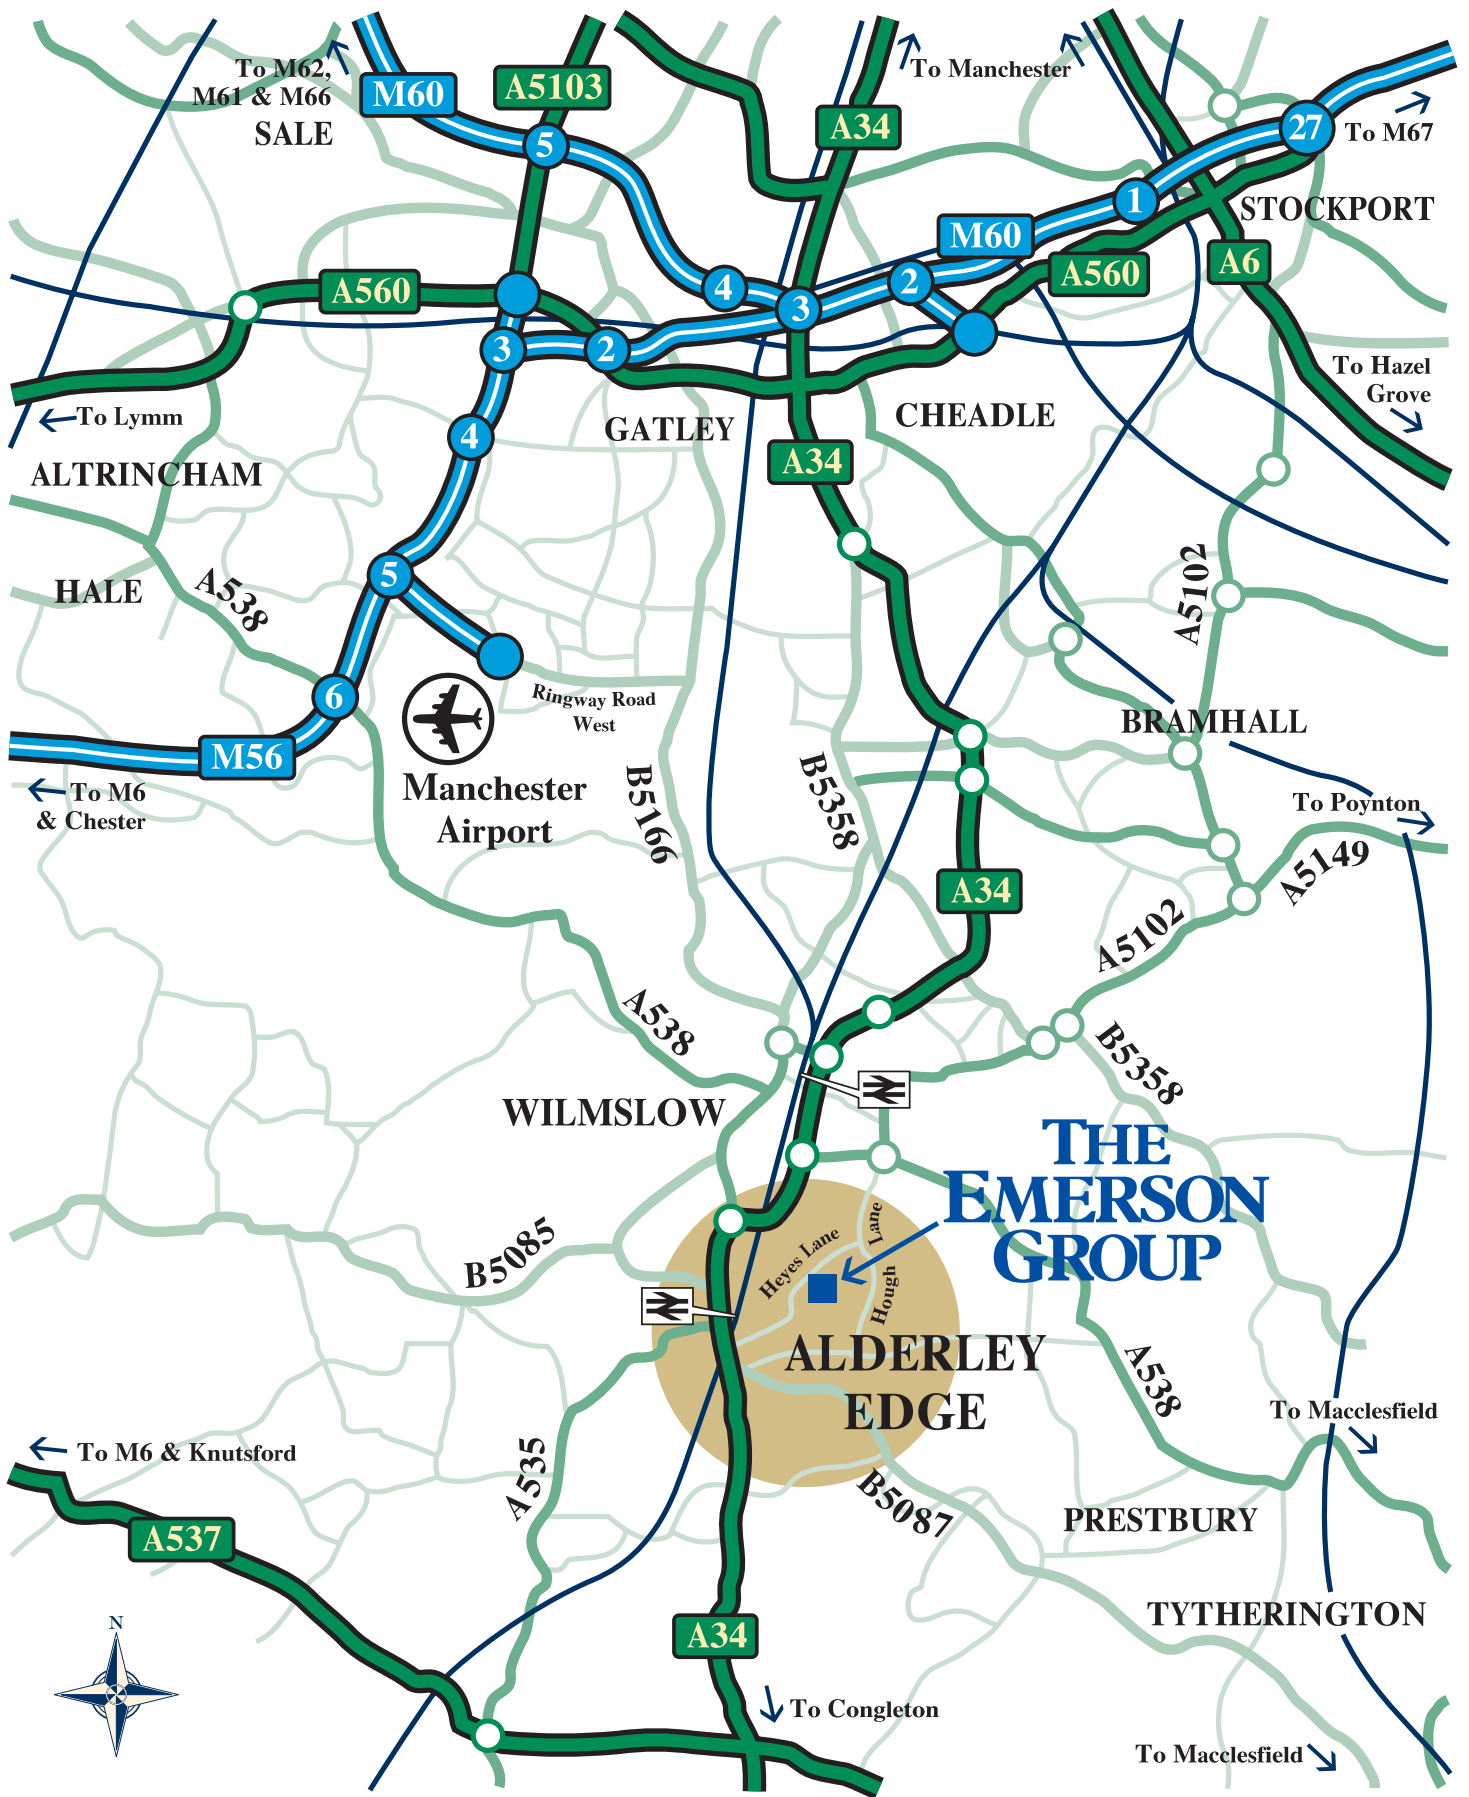 To M62,
M61 & M66
SALE
M60
A5103
A34
To Manchester
27
To M67
5
1
STOCKPORT
M60
A6
A560
A560
4
3
2
3
2
To Lymm
GATLEY
CHEADLE
To Hazel
Grove
4
A34
ALTRINCHAM
HALE
A538
5
A5102
6
Ringway Road
West
BRAMHALL
M56
Manchester
Airport
To M6
& Chester
B5166
B5358
To Poynton
A5149
A34
A5102
A538
B5358
WILMSLOW
THE
EMERSON
GROUP
B5085
Heyes Lane
Lane
Hough
ALDERLEY
EDGE
A538
To Macclesfield
To M6 & Knutsford
A535
B5087
PRESTBURY
A537
TYTHERINGTON
N
A34
To Congleton
To Macclesfield